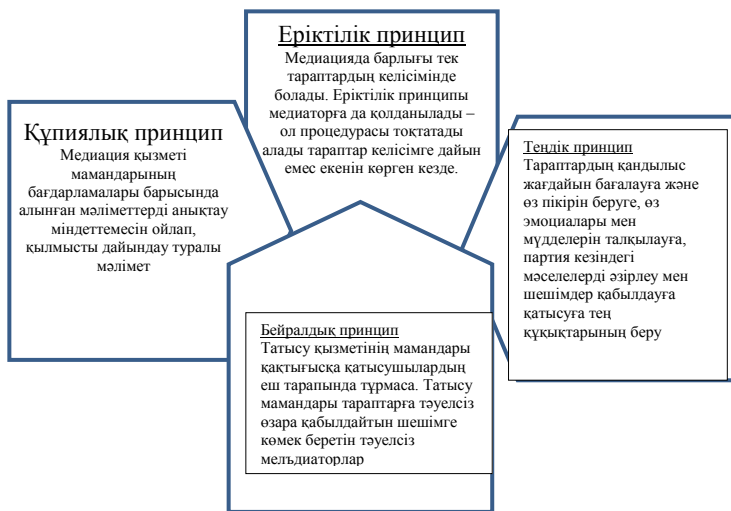 Еріктілік принцип
Медиацияда барлығы тек
тараптардың келісімінде
болады. Еріктілік принципы
медиаторға да қолданылады –
ол процедурасы тоқтатады
алады тараптар келісімге дайын
емес екенін көрген кезде.
Құпиялық принцип
Медиация қызметі
мамандарының
бағдарламалары барысында
алынған мәліметтерді анықтау
міндеттемесін ойлап,
қылмысты дайындау туралы
мәлімет
Теңдік принцип
Тараптардың қандылыс
жағдайын бағалауға және
өз пікірін беруге, өз
эмоциалары мен
мүдделерін талқылауға,
партия кезіндегі
мәселелерді әзірлеу мен
шешімдер қабылдауға
қатысуға тең
құқықтарының беру
Бейралдық принцип
Татысу қызметінің мамандары
қақтығысқа қатысушылардың
еш тарапында тұрмаса. Татысу
мамандары тараптарға тәуелсіз
өзара қабылдайтын шешімге
көмек беретін тәуелсіз
мелъдиаторлар